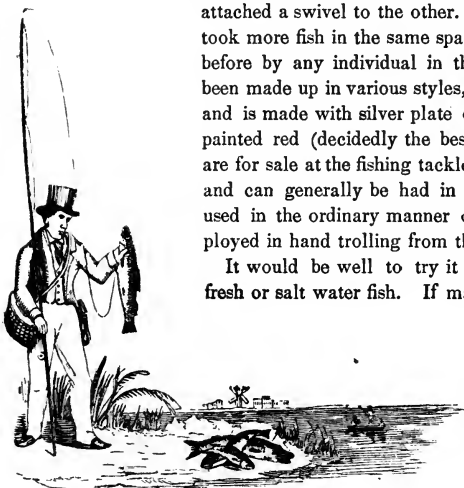 attached a swivel to the other.
took more fish in the same spa
before by any individual in th
been made up in various styles,
and is made with silver plate
painted red (decidedly the bes
are for sale at the fishing tackle
and can generally be had in
used in the ordinary manner
ployed in hand trolling from th
It would be well to try it
fresh or salt water fish. If ma